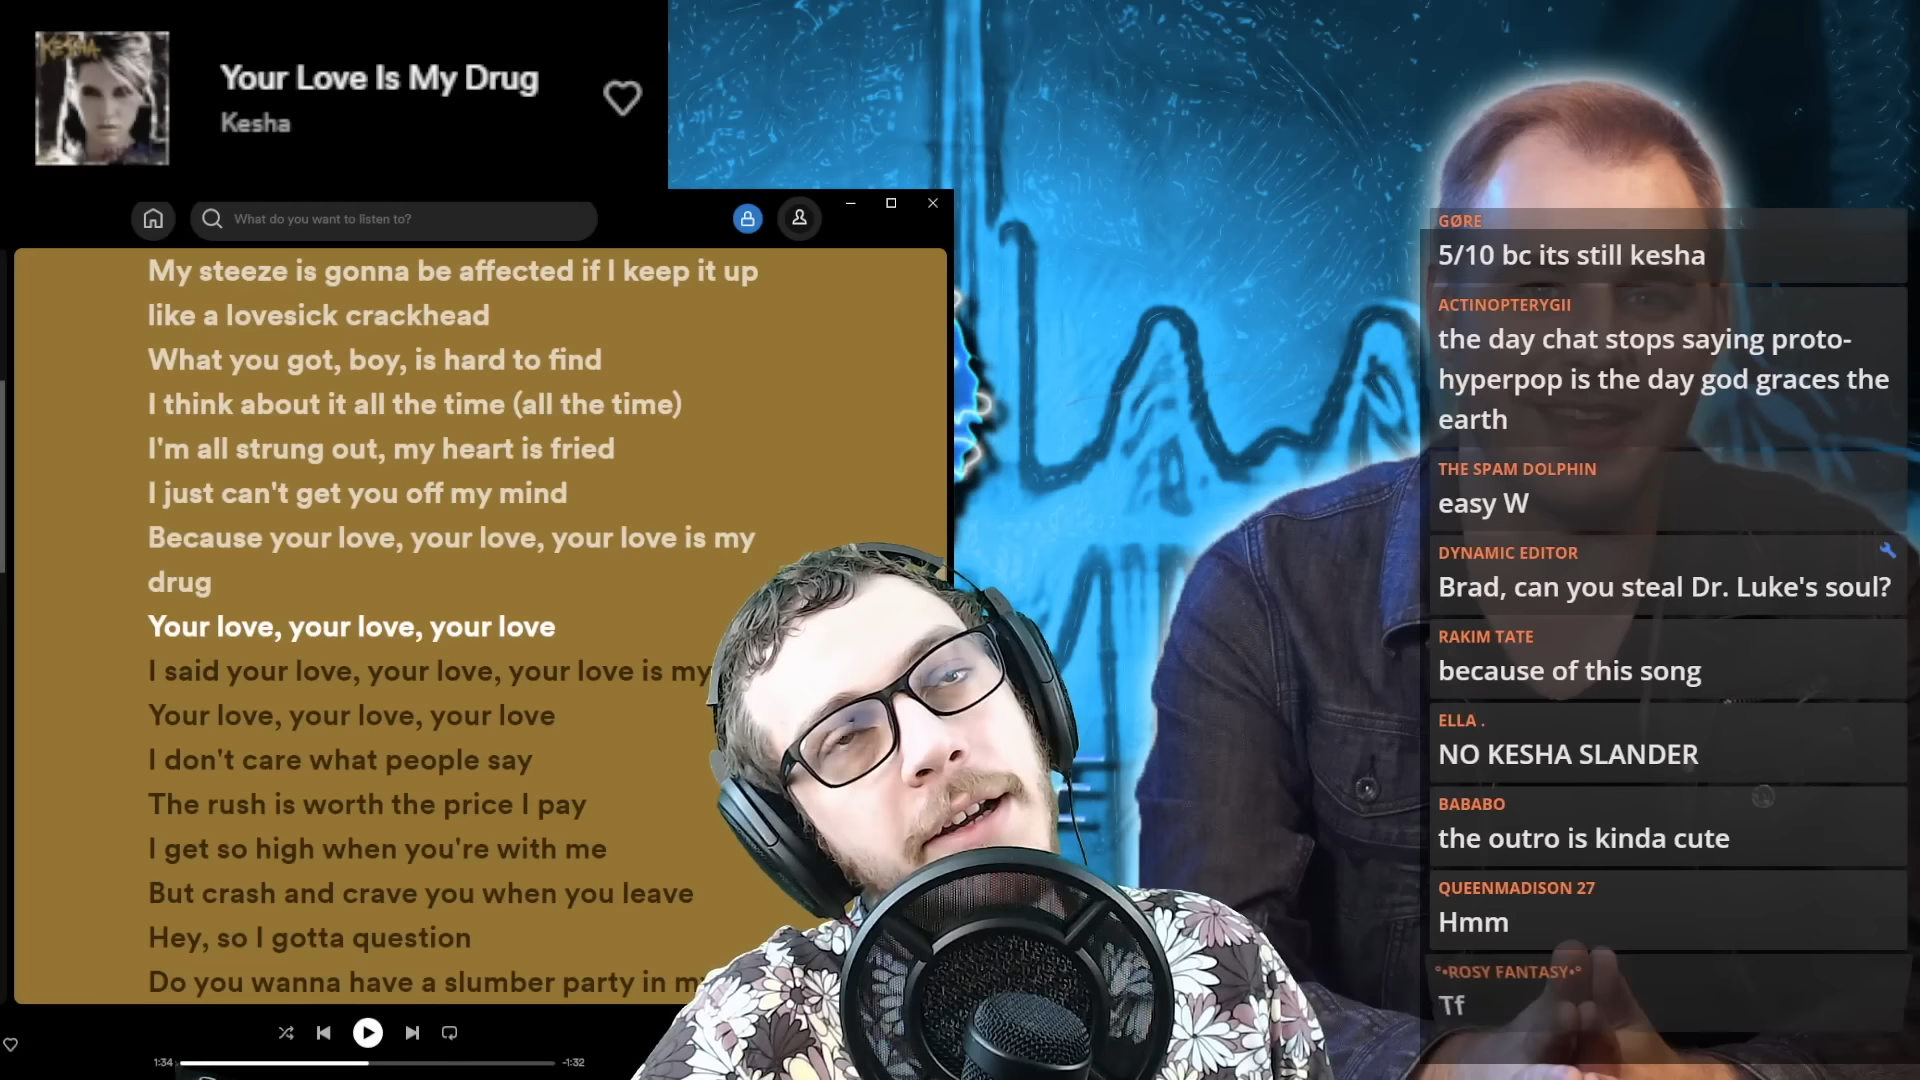 KE$HA
Your Love Is My Drug
Kesha
What do you want to listen to?
My steeze is gonna be affected if I keep it up
like a lovesick crackhead
What you got, boy, is hard to find
I think about it all the time (all the time)
I'm all strung out, my heart is fried
I just can't get you off my mind
Because your love, your love, your love is my
drug
Your love, your love, your love
I said your love, your love, your love is my
Your love, your love, your love
I don't care what people say
The rush is worth the price I pay
I get so high when you're with me
But crash and crave you when you leave
Hey, so I gotta question
Do you wanna have a slumber party in
1:34
-1:32
GØRE
5/10 bc its still kesha
ACTINOPTERYGII
the day chat stops saying proto-
hyperpop is the day god graces the
earth
THE SPAM DOLPHIN
easy W
DYNAMIC EDITOR
Brad, can you steal Dr. Luke's soul?
RAKIM TATE
because of this song
ELLA .
NO KESHA SLANDER
BABABO
the outro is kinda cute
QUEENMADISON 27
Hmm
°•ROSY FANTASY•°
Tf